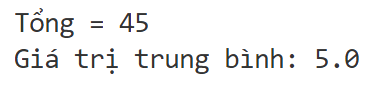 Tổng = 45
Giá trị trung bình: 5.0